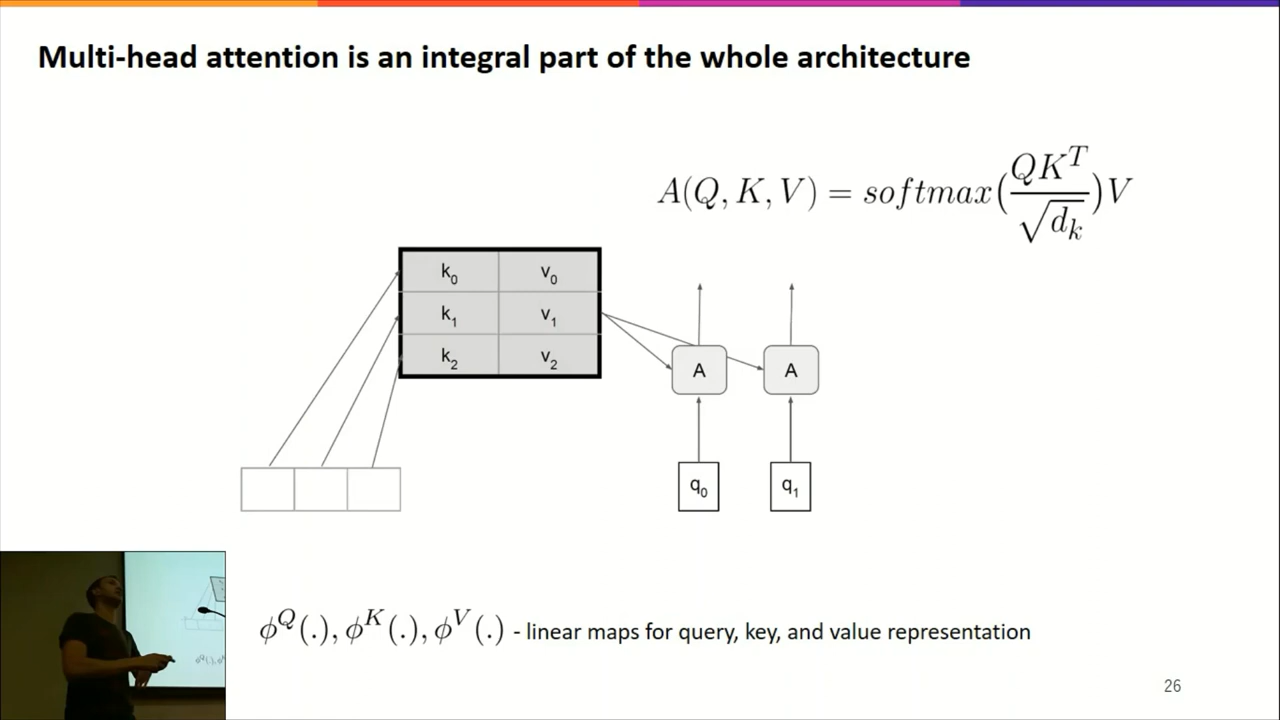 Multi-head attention is an integral part of the whole architecture
A(Q, K, V) = softmax(QK^T/√d_k)V
k₀ v₀
k₁ v₁
k₂ v₂
A A
q₀ q₁
ϕ^Q(.), ϕ^K(.), ϕ^V(.) - linear maps for query, key, and value representation
26